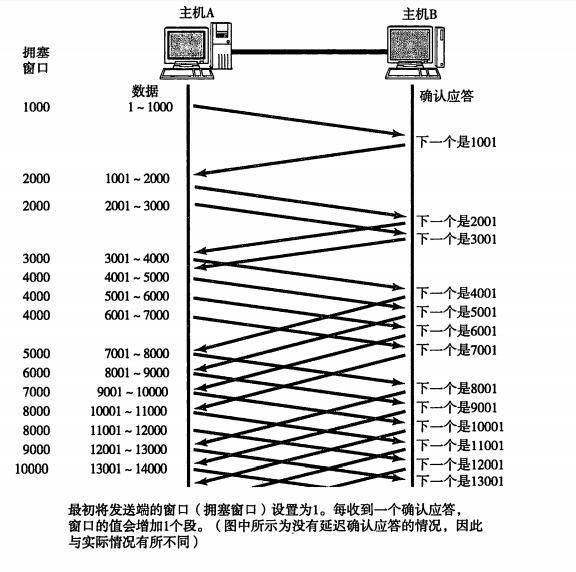 主机A
主机B
拥塞
窗口
数据
确认应答
1000
1~1000
下一个是1001
2000
1001~2000
2000
2001~3000
下一个是2001
下一个是3001
3000
3001~4000
4000
4001~5000
下一个是4001
4000
5001~6000
下一个是5001
4000
6001~7000
下一个是6001
下一个是7001
5000
7001~8000
6000
8001~9000
下一个是8001
7000
9001~10000
下一个是9001
8000
10001~11000
下一个是10001
8000
11001~12000
下一个是11001
9000
12001~13000
下一个是12001
10000
13001~14000
下一个是13001
最初将发送端的窗口（拥塞窗口）设置为1。每收到一个确认应答，
窗口的值会增加1个段。（图中所示为没有延迟确认应答的情况，因此
与实际情况有所不同）